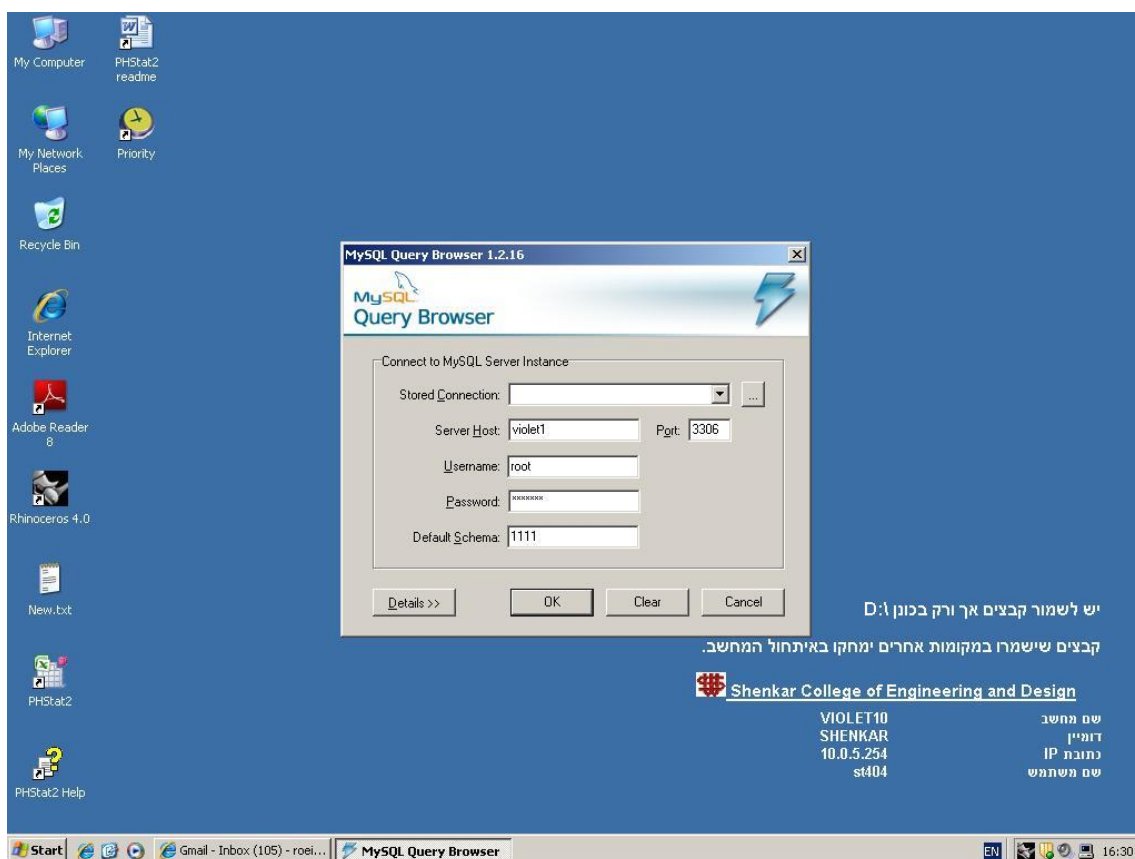 My Computer
PHStat2
readme
My Network
Places
Priority
Recycle Bin
Internet
Explorer
Adobe Reader
8
Rhinoceros 4.0
New.txt
PHStat2
PHStat2 Help
MySQL Query Browser 1.2.16
MySQL
Query Browser
Connect to MySQL Server Instance
Stored Connection:
...
Server Host: violet1 Port: 3306
Username: root
Password: *******
Default Schema: 1111
Details >> OK Clear Cancel
יש לשמור קבצים אך ורק בכונן D:\
קבצים שישמרו במקומות אחרים ימחקו באיתחול המחשב.
Shenkar College of Engineering and Design
שם מחשב VIOLET10
דומיין SHENKAR
כתובת IP 10.0.5.254
שם משתמש st404
Start Gmail - Inbox (105) - roei... MySQL Query Browser EN 16:30